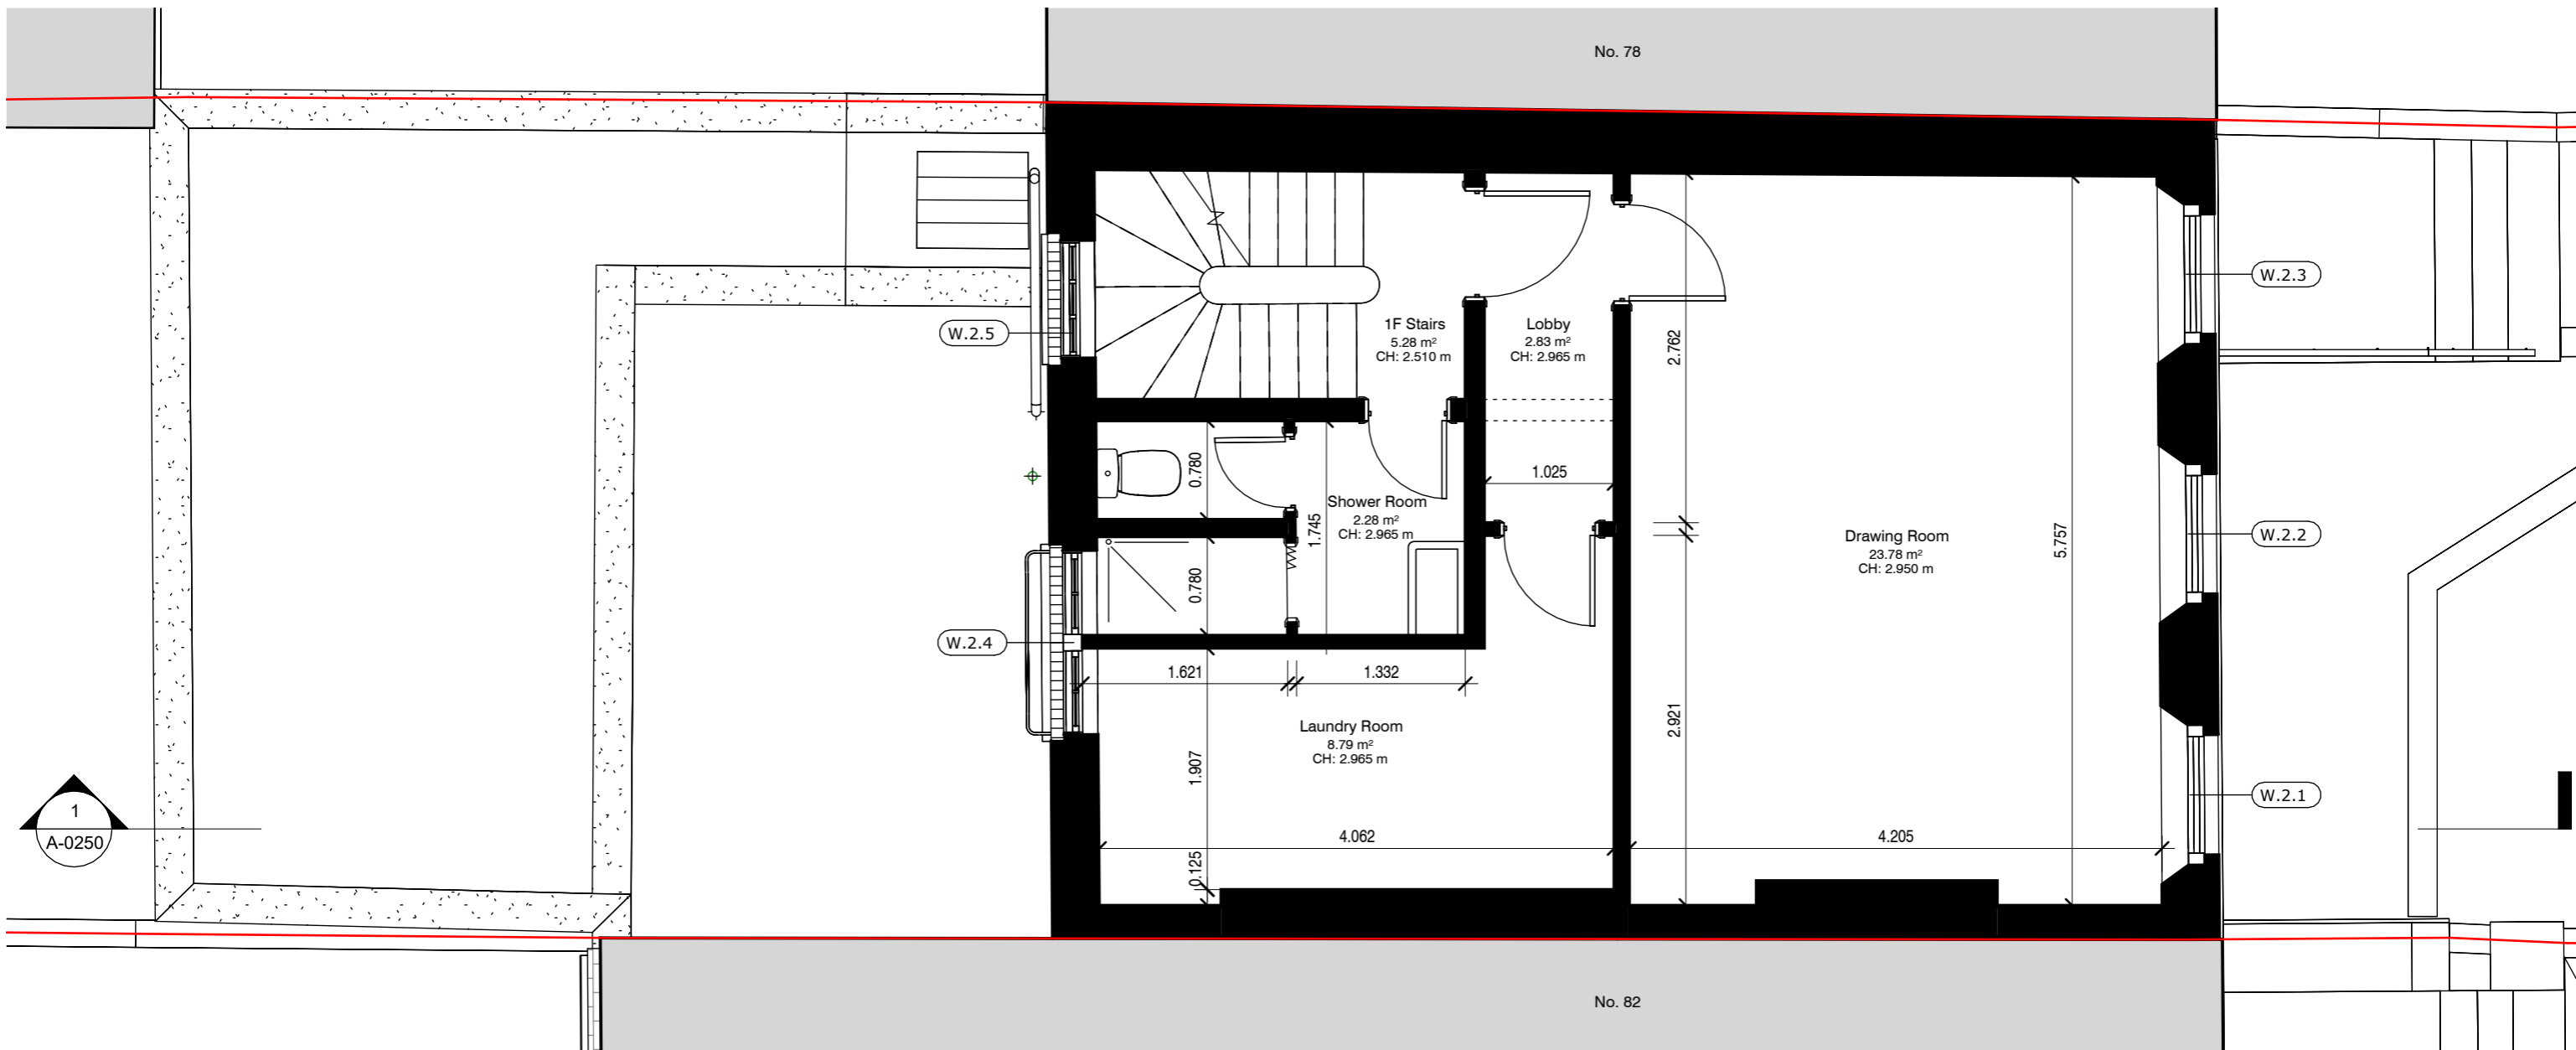 No. 78
W.2.3
1F Stairs
5.28 m²
CH: 2.510 m
Lobby
2.83 m²
CH: 2.965 m
W.2.5
2.762
0.780
1.025
Shower Room
2.28 m²
CH: 2.965 m
1.745
Drawing Room
23.78 m²
CH: 2.950 m
5.757
W.2.2
0.780
W.2.4
1.621
1.332
Laundry Room
8.79 m²
CH: 2.965 m
2.921
1.907
W.2.1
1
A-0250
4.062
4.205
0.125
No. 82